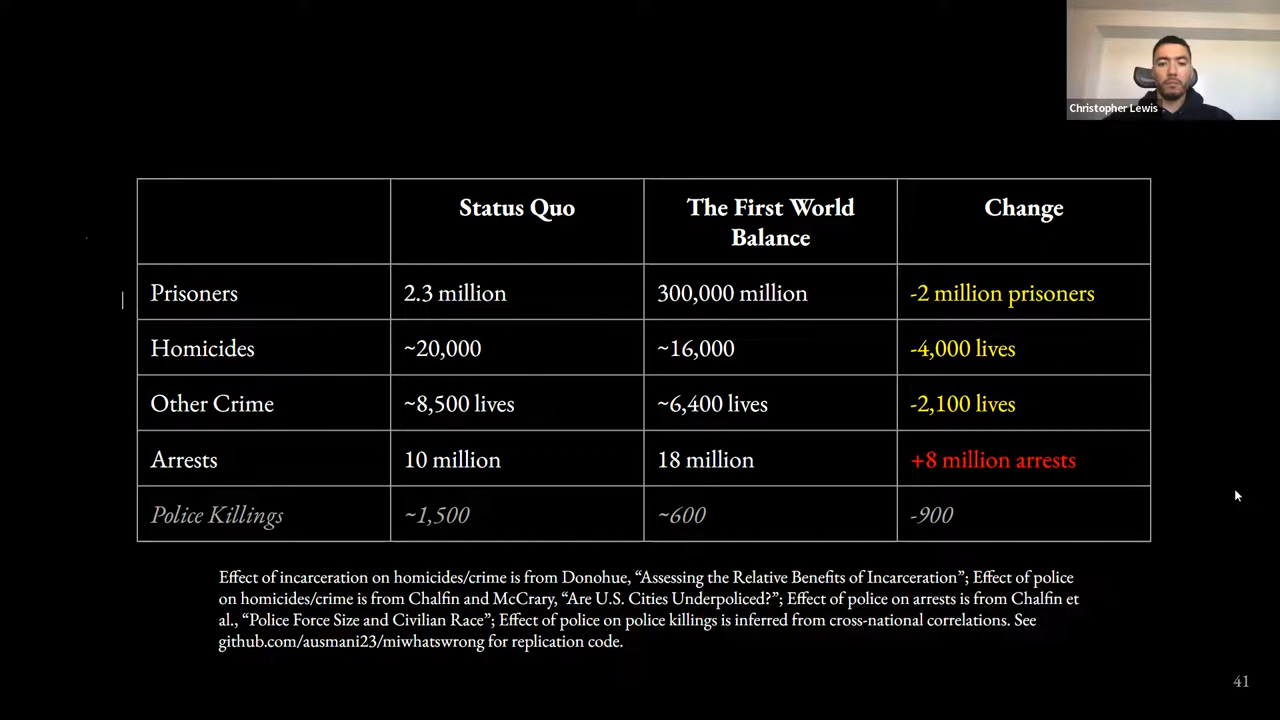 Christopher Lewis
Status Quo
The First World
Balance
Change
Prisoners
2.3 million
300,000 million
-2 million prisoners
Homicides
~20,000
~16,000
-4,000 lives
Other Crime
~8,500 lives
~6,400 lives
-2,100 lives
Arrests
10 million
18 million
+8 million arrests
Police Killings
~1,500
~600
-900
Effect of incarceration on homicides/crime is from Donohue, “Assessing the Relative Benefits of Incarceration”; Effect of police
on homicides/crime is from Chalfin and McCrary, “Are U.S. Cities Underpoliced?”; Effect of police on arrests is from Chalfin et
al., “Police Force Size and Civilian Race”; Effect of police on police killings is inferred from cross-national correlations. See
github.com/ausmani23/miwhatswrong for replication code.
41